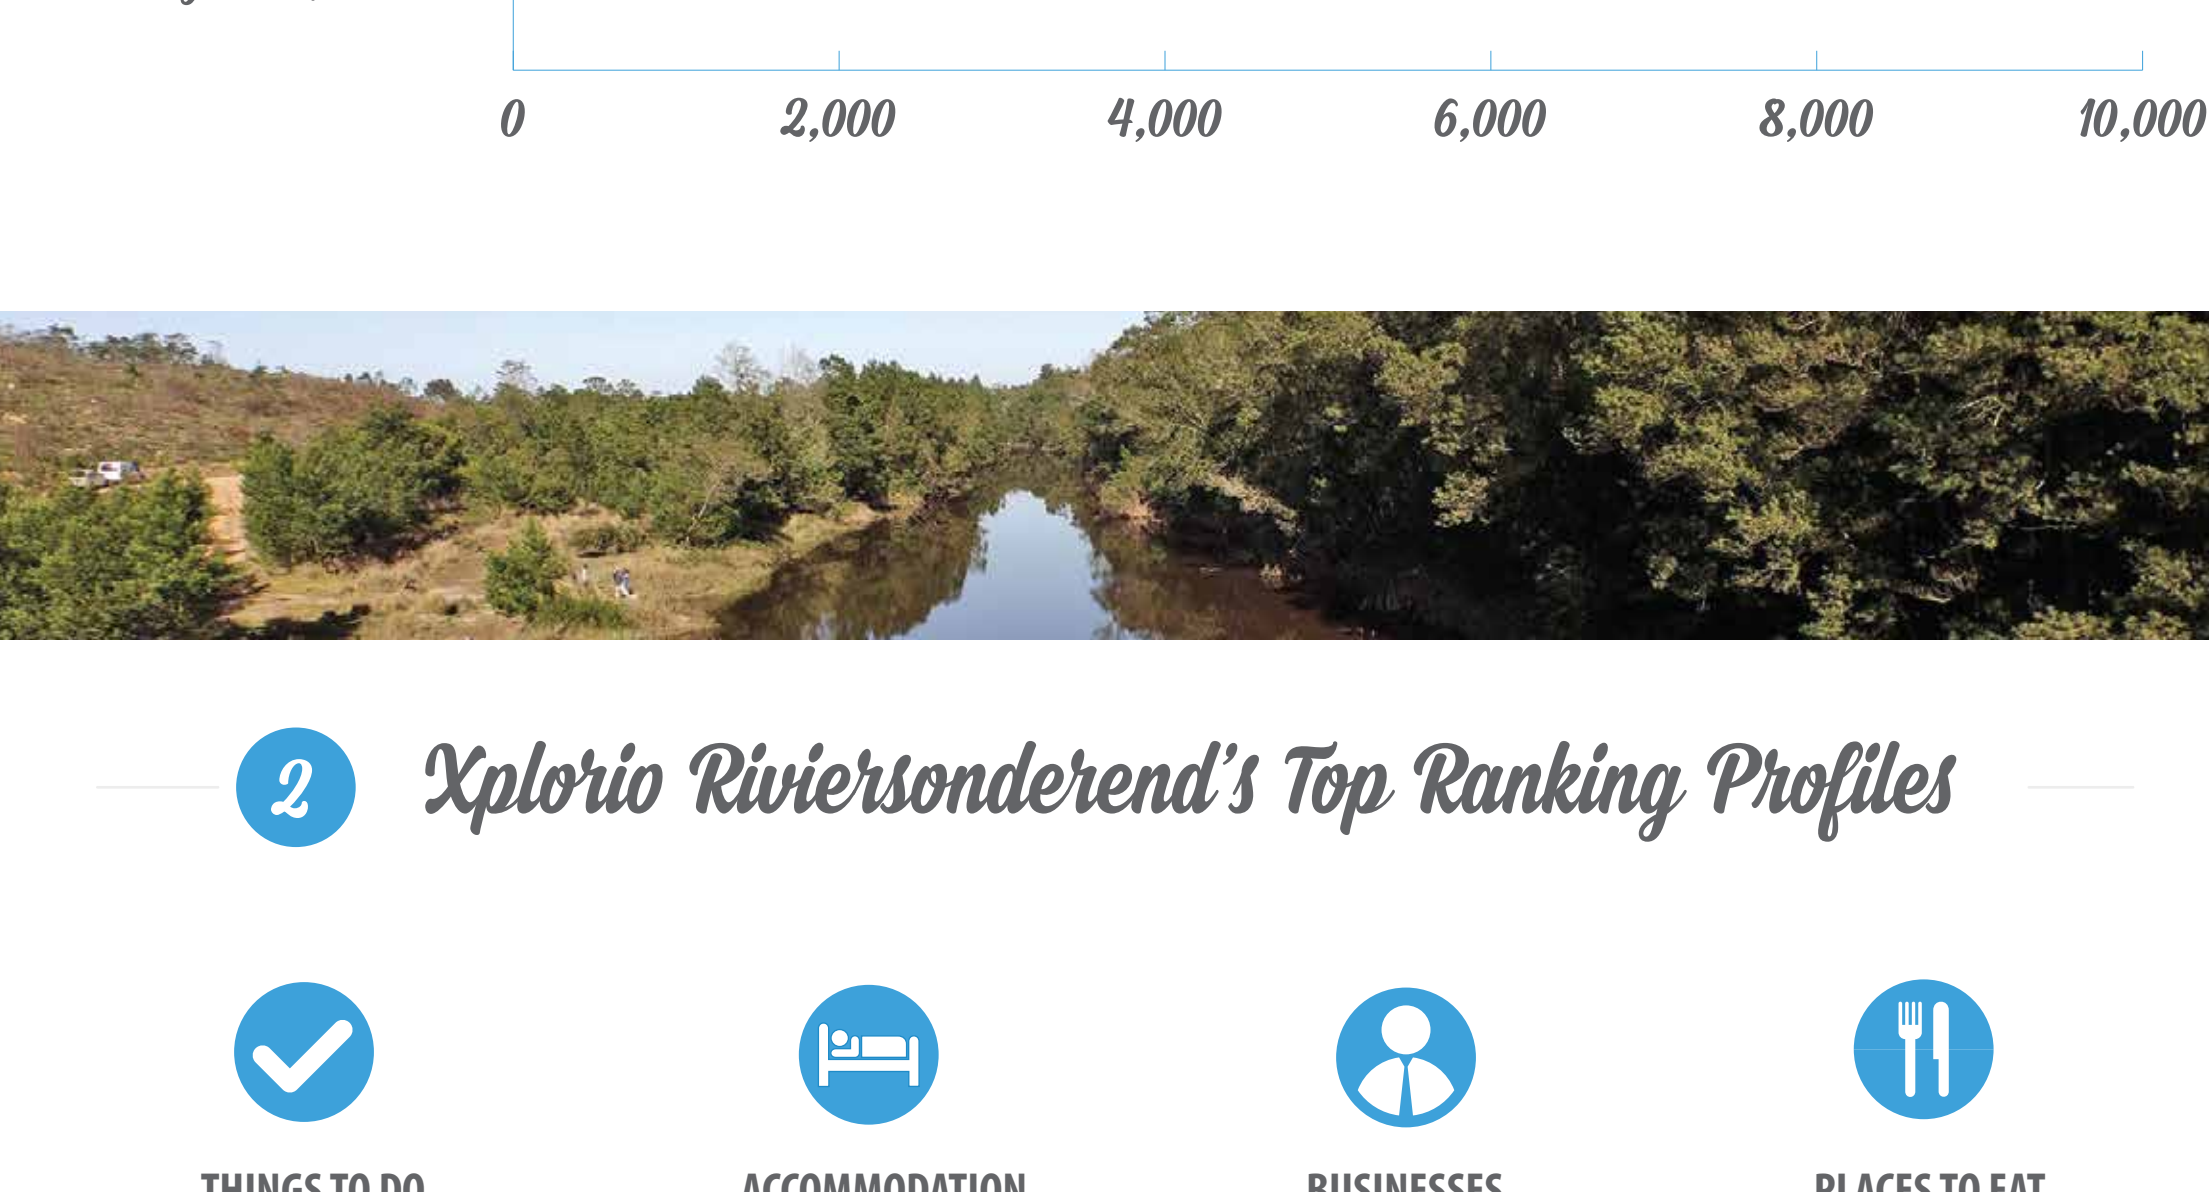 0 2,000 4,000 6,000 8,000 10,000
2 Xplorio Riviersonderend's Top Ranking Profiles
THINGS TO DO ACCOMMODATION BUSINESSES PLACES TO EAT